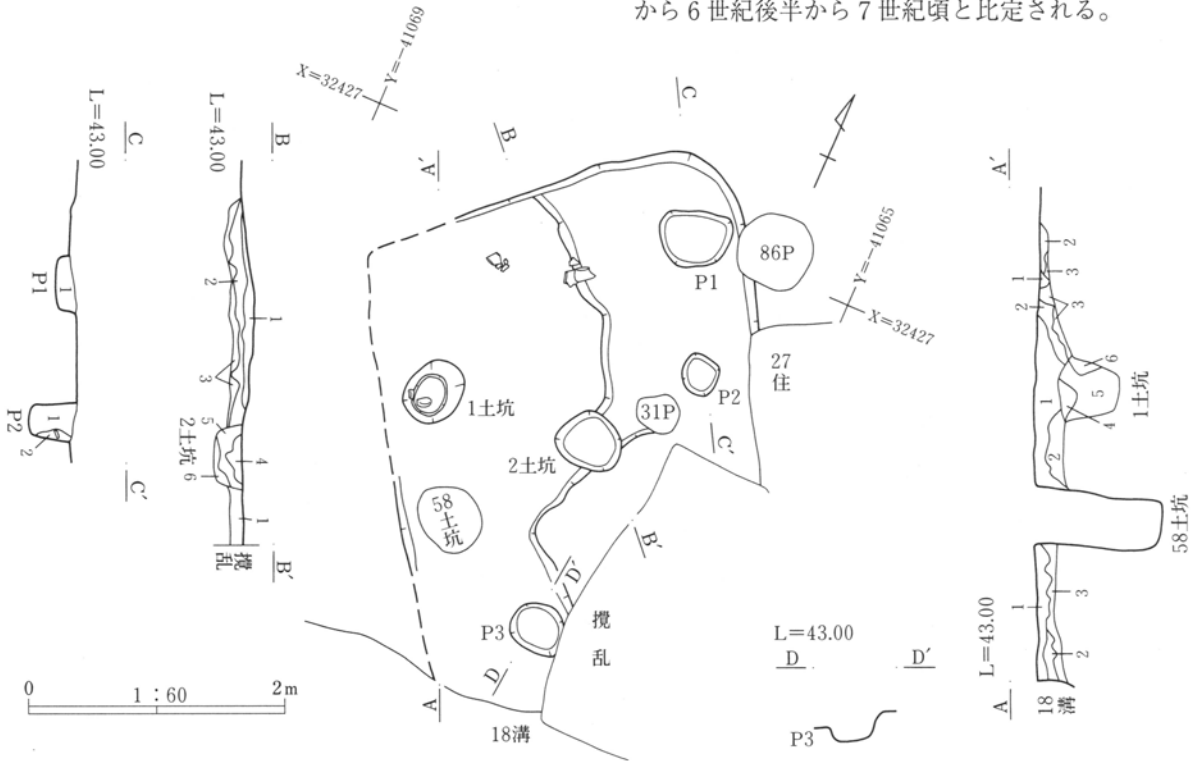 から6世紀後半から7世紀頃と比定される。
X=32427
Y=-41069
C
B
A'
L=43.00
C
L=43.00
B
A'
86P
P1
Y=-41065
X=32427
27
住
P2
31P
C'
1土坑
2土坑
58
土
坑
B'
D'
P3
攪
乱
D
A
18溝
P1
1
P2
1
2
C'
2
1
3
5
2土坑
6
4
1
攪
乱
B'
2
3
1
2
3
6
5
1土坑
1
4
2
58土坑
3
1
2
L=43.00
A
18
溝
L=43.00
D
D'
P3
0
1:60
2m